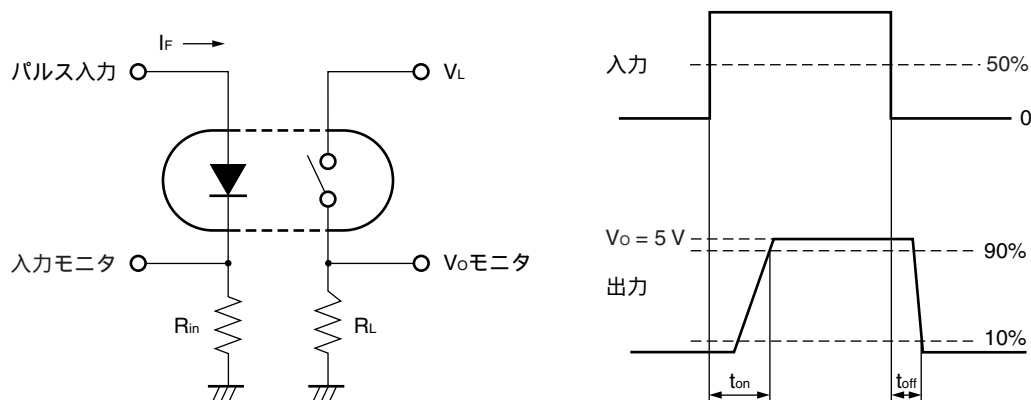 IF
パルス入力
VL
入力モニタ
VOモニタ
Rin
RL
入力
50%
0
VO = 5 V
90%
出力
10%
ton
toff